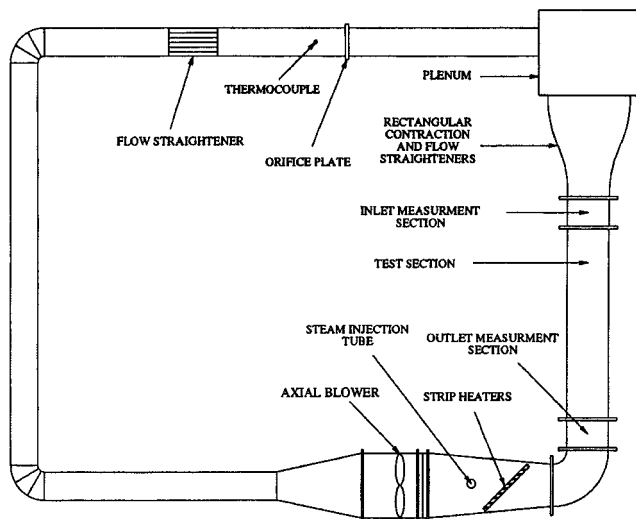 PLENUM
THERMOCOUPLE
FLOW STRAIGHTENER
ORIFICE PLATE
RECTANGULAR
CONTRACTION
AND FLOW
STRAIGHTENERS
INLET MEASURMENT
SECTION
TEST SECTION
STEAM INJECTION
TUBE
OUTLET MEASURMENT
SECTION
AXIAL BLOWER
STRIP HEATERS